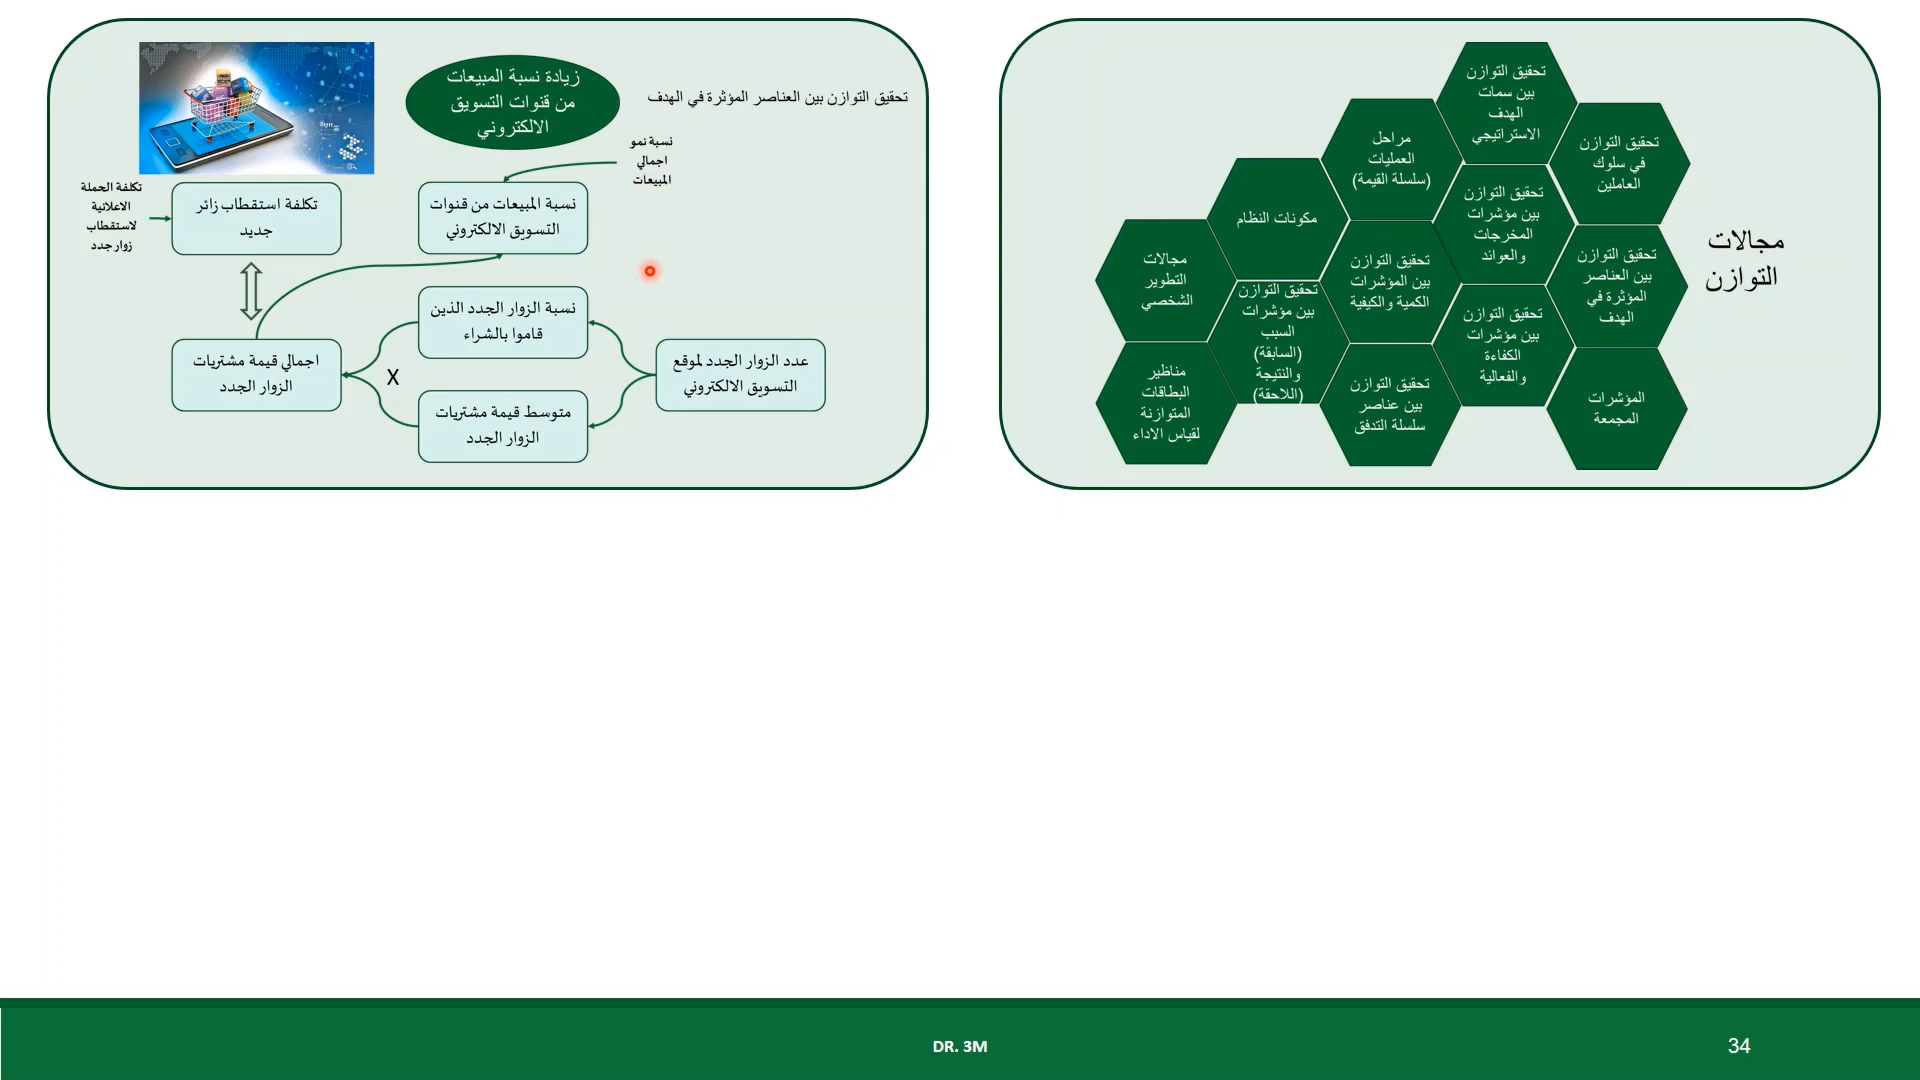 مجالات
التوازن
تحقيق التوازن
بين سمات
الهدف
الاستراتيجي
تحقيق التوازن
في سلوك
العاملين
مراحل
العمليات
(سلسلة القيمة)
مكونات النظام
تحقيق التوازن
بين مؤشرات
المخرجات
والعوائد
تحقيق التوازن
بين العناصر
المؤثرة في
الهدف
تحقيق التوازن
بين المؤشرات
الكمية والكيفية
مجالات
التطوير
الشخصي
تحقيق التوازن
بين مؤشرات
السبب
(السابقة)
والنتيجة
(اللاحقة)
تحقيق التوازن
بين مؤشرات
الكفاءة
والفعالية
المؤشرات
المجمعة
تحقيق التوازن
بين عناصر
سلسلة التدفق
مناظير
البطاقات
المتوازنة
لقياس الاداء
تحقيق التوازن بين العناصر المؤثرة في الهدف
زيادة نسبة المبيعات
من قنوات التسويق
الالكتروني
نسبة نمو
اجمالي
المبيعات
نسبة المبيعات من قنوات
التسويق الالكتروني
تكلفة استقطاب زائر
جديد
تكلفة الحملة
الاعلانية
لاستقطاب
زوار جدد
نسبة الزوار الجدد الذين
قاموا بالشراء
عدد الزوار الجدد لموقع
التسويق الالكتروني
X
اجمالي قيمة مشتريات
الزوار الجدد
متوسط قيمة مشتريات
الزوار الجدد
DR. 3M
34